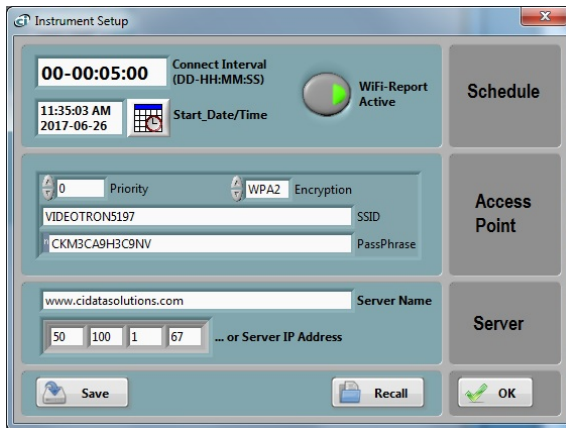 Instrument Setup
00-00:05:00
Connect Interval
(DD-HH:MM:SS)
WiFi-Report
Active
Schedule
11:35:03 AM
2017-06-26
Start_Date/Time
0
Priority
WPA2
Encryption
VIDEOTRON5197
SSID
CKM3CA9H3C9NV
PassPhrase
Access
Point
www.cidatasolutions.com
Server Name
50 100 1 67
... or Server IP Address
Server
Save
Recall
OK